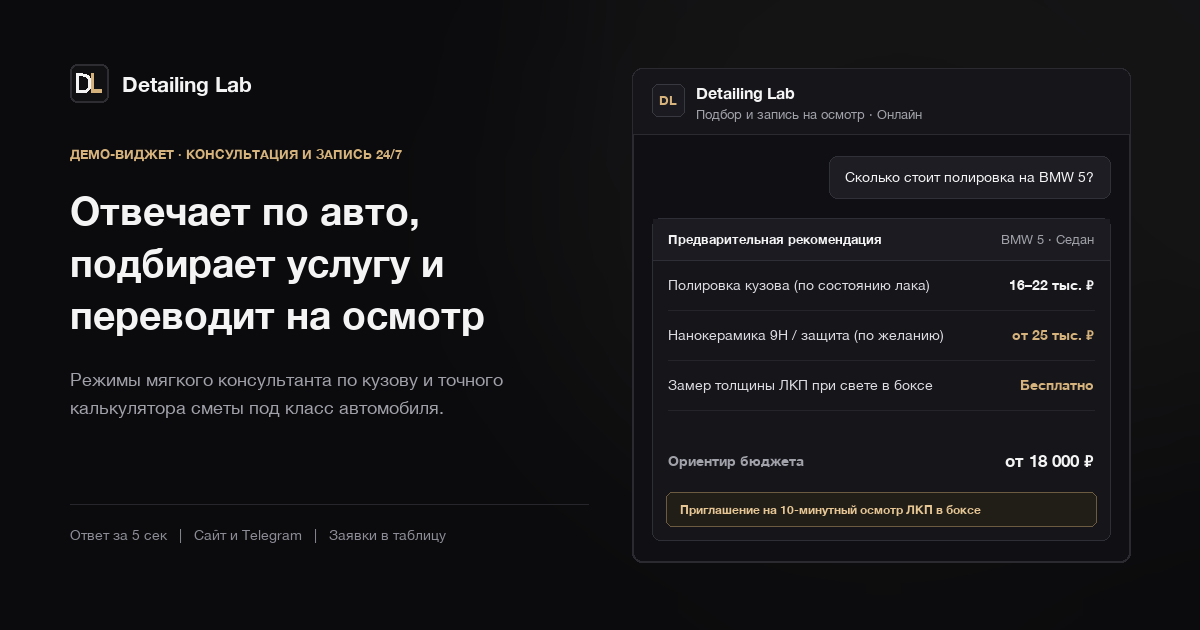 DL Detailing Lab
ДЕМО-ВИДЖЕТ · КОНСУЛЬТАЦИЯ И ЗАПИСЬ 24/7
Отвечает по авто,
подбирает услугу и
переводит на осмотр
Режимы мягкого консультанта по кузову и точного
калькулятора сметы под класс автомобиля.
Ответ за 5 сек | Сайт и Telegram | Заявки в таблицу
DL Detailing Lab
Подбор и запись на осмотр · Онлайн
Сколько стоит полировка на BMW 5?
Предварительная рекомендация BMW 5 · Седан
Полировка кузова (по состоянию лака) 16–22 тыс. ₽
Нанокерамика 9H / защита (по желанию) от 25 тыс. ₽
Замер толщины ЛКП при свете в боксе Бесплатно
Ориентир бюджета от 18 000 ₽
Приглашение на 10-минутный осмотр ЛКП в боксе